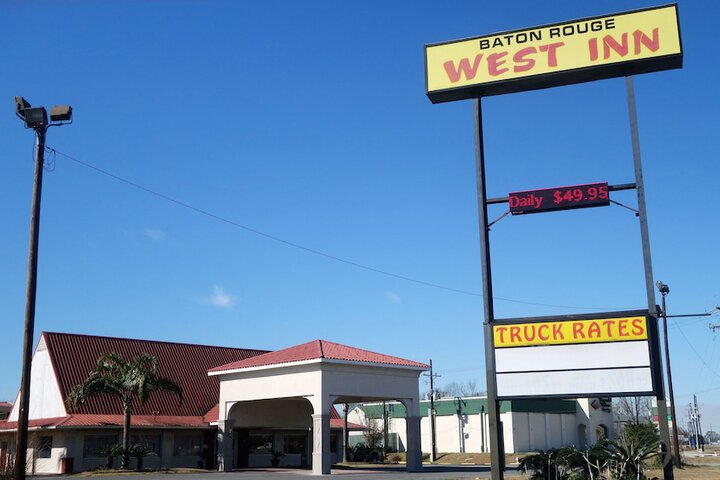 BATON ROUGE
WEST INN
Daily $49.95
TRUCK RATES